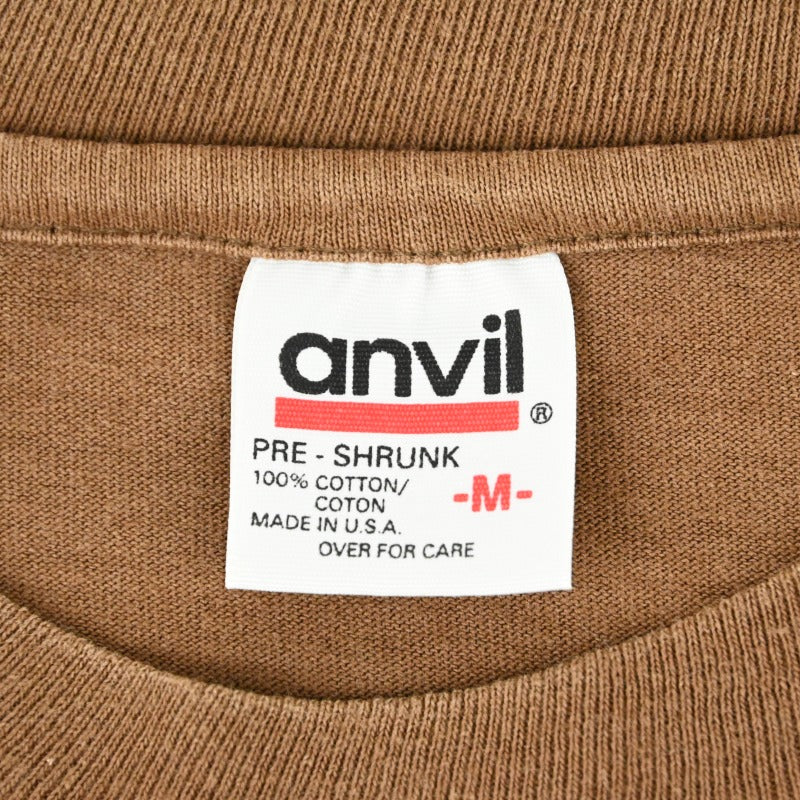 anvil®
PRE - SHRUNK
100% COTTON/
COTON
-M-
MADE IN U.S.A.
OVER FOR CARE